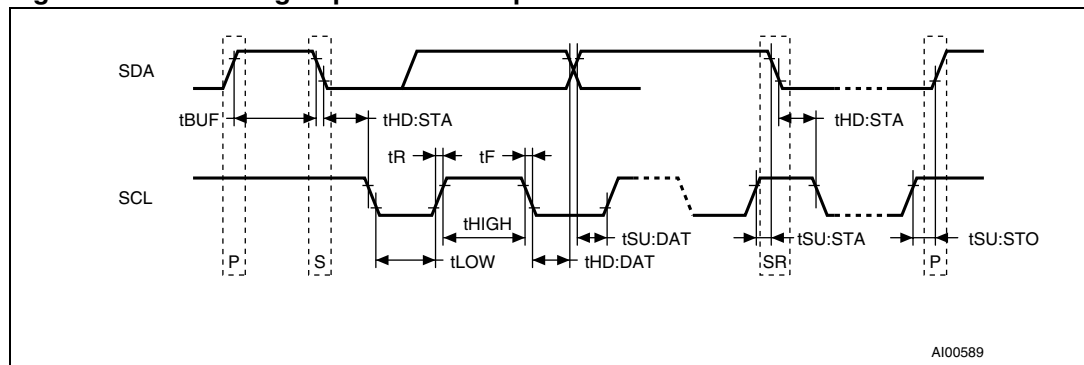 SDA
tBUF
tHD:STA
tHD:STA
tR
tF
SCL
tHIGH
tSU:DAT
tSU:STA
tSU:STO
P
S
tLOW
tHD:DAT
SR
P
AI00589